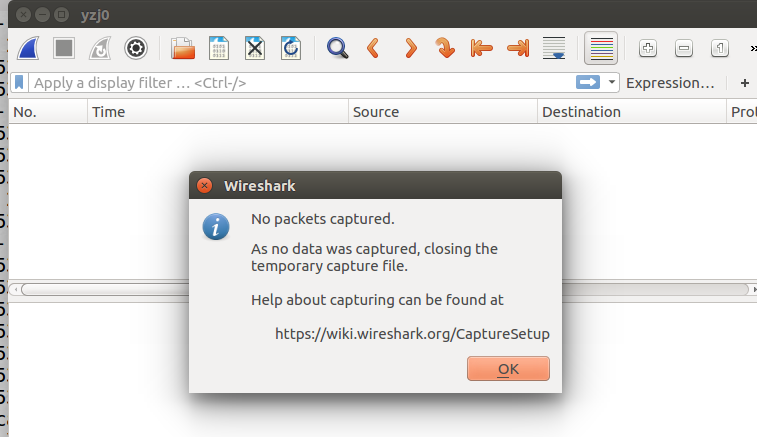 yzj0
Apply a display filter … <Ctrl-/>
Expression…
+
No.
Time
Source
Destination
Prot
Wireshark
No packets captured.
As no data was captured, closing the
temporary capture file.
Help about capturing can be found at
https://wiki.wireshark.org/CaptureSetup
OK